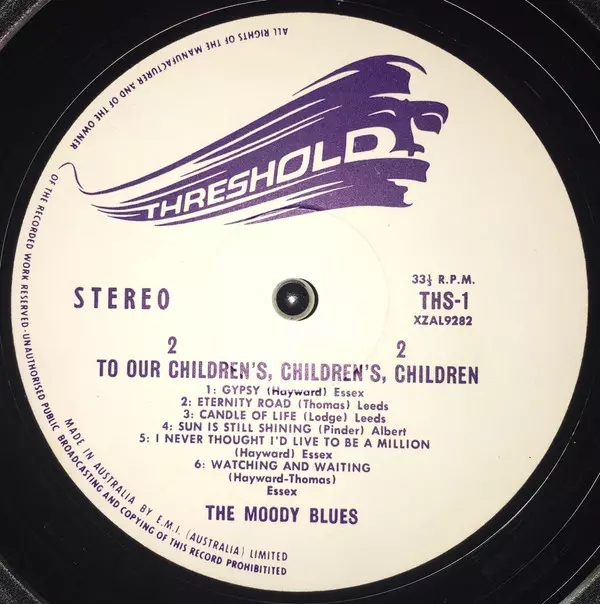 THRESHOLD
STEREO
33⅓ R.P.M.
THS-1
XZAL9282
2 2
TO OUR CHILDREN'S, CHILDREN'S, CHILDREN
1: GYPSY (Hayward) Essex
2: ETERNITY ROAD (Thomas) Leeds
3: CANDLE OF LIFE (Lodge) Leeds
4: SUN IS STILL SHINING (Pinder) Albert
5: I NEVER THOUGHT I'D LIVE TO BE A MILLION
(Hayward) Essex
6: WATCHING AND WAITING
(Hayward-Thomas)
Essex
THE MOODY BLUES
MADE IN AUSTRALIA BY E.M.I. (AUSTRALIA) LIMITED
ALL RIGHTS OF THE MANUFACTURER AND OF THE OWNER
OF THE RECORDED WORK RESERVED·UNAUTHORISED PUBLIC BROADCASTING AND COPYING OF THIS RECORD PROHIBITITED